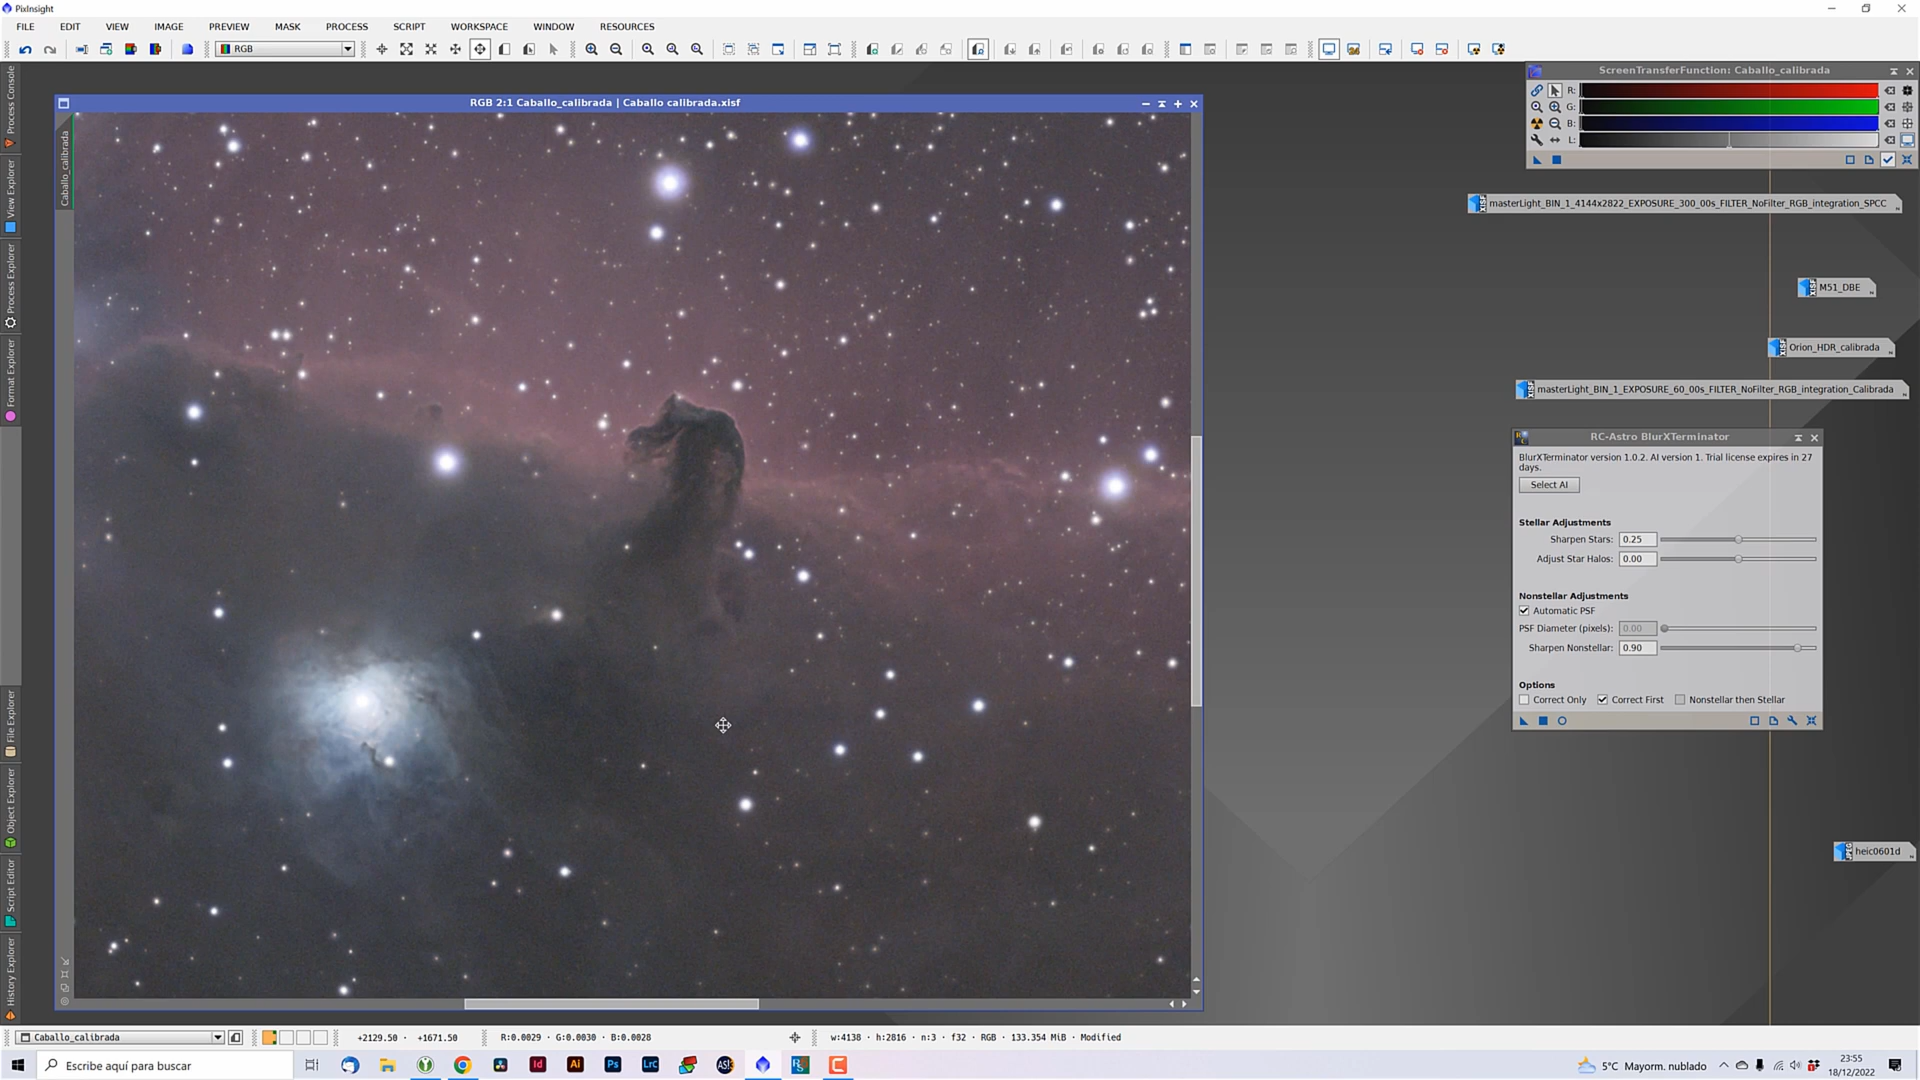 PixInsight
FILE EDIT VIEW IMAGE PREVIEW MASK PROCESS SCRIPT WORKSPACE WINDOW RESOURCES
RGB
Process Console
View Explorer
Process Explorer
Format Explorer
File Explorer
Object Explorer
Script Editor
History Explorer
RGB 2:1 Caballo_calibrada | Caballo calibrada.xisf
Caballo_calibrada
ScreenTransferFunction: Caballo_calibrada
R:
G:
B:
L:
masterLight_BIN_1_4144x2822_EXPOSURE_300_00s_FILTER_NoFilter_RGB_integration_SPCC
M51_DBE
Orion_HDR_calibrada
masterLight_BIN_1_EXPOSURE_60_00s_FILTER_NoFilter_RGB_integration_Calibrada
RC-Astro BlurXTerminator
BlurXTerminator version 1.0.2. AI version 1. Trial license expires in 27
days.
Select AI
Stellar Adjustments
Sharpen Stars: 0.25
Adjust Star Halos: 0.00
Nonstellar Adjustments
Automatic PSF
PSF Diameter (pixels): 0.00
Sharpen Nonstellar: 0.90
Options
Correct Only Correct First Nonstellar then Stellar
heic0601d
Caballo_calibrada +2129.50 · +1671.50 R:0.0029 · G:0.0030 · B:0.0028 w:4138 · h:2816 · n:3 · f32 · RGB · 133.354 MiB · Modified
Escribe aquí para buscar
Id Ai Ps LrC
5°C Mayorm. nublado
23:55
18/12/2022